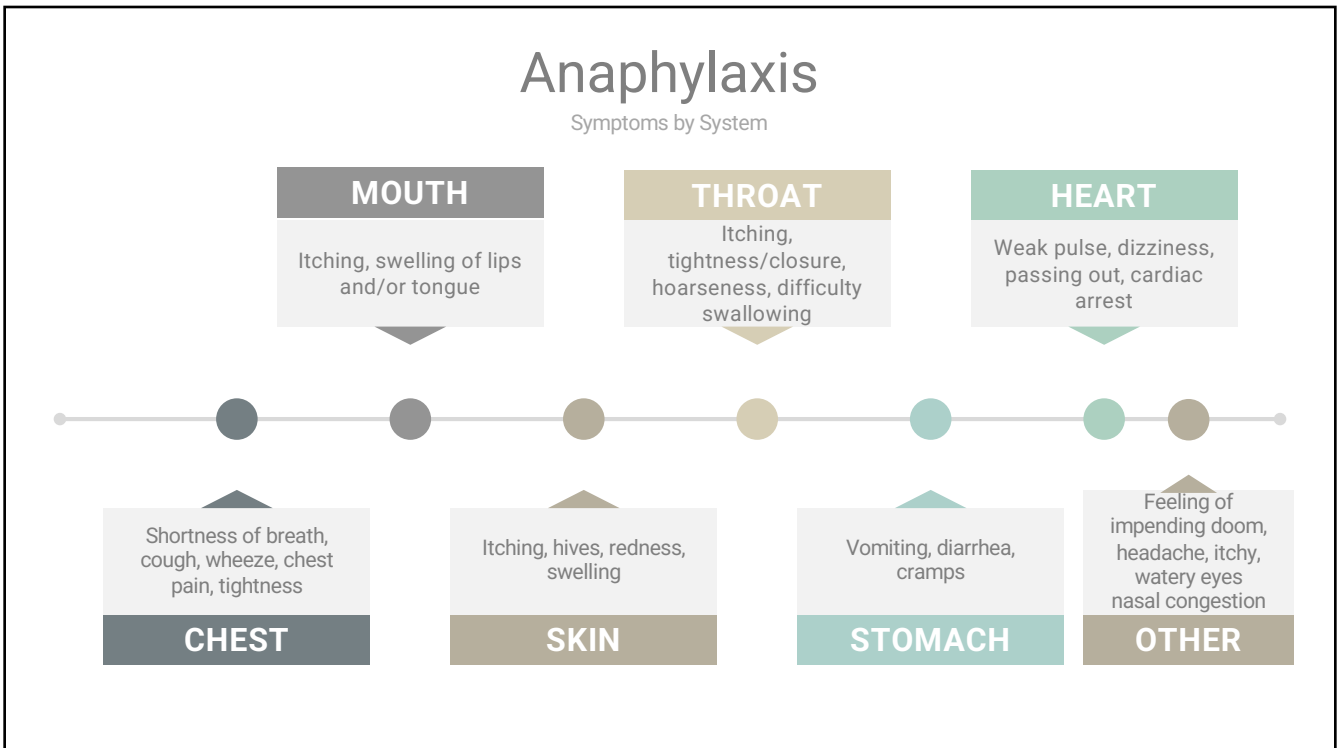 Anaphylaxis
Symptoms by System
MOUTH
Itching, swelling of lips
and/or tongue
THROAT
Itching,
tightness/closure,
hoarseness, difficulty
swallowing
HEART
Weak pulse, dizziness,
passing out, cardiac
arrest
Shortness of breath,
cough, wheeze, chest
pain, tightness
CHEST
Itching, hives, redness,
swelling
SKIN
Vomiting, diarrhea,
cramps
STOMACH
Feeling of
impending doom,
headache, itchy,
watery eyes
nasal congestion
OTHER